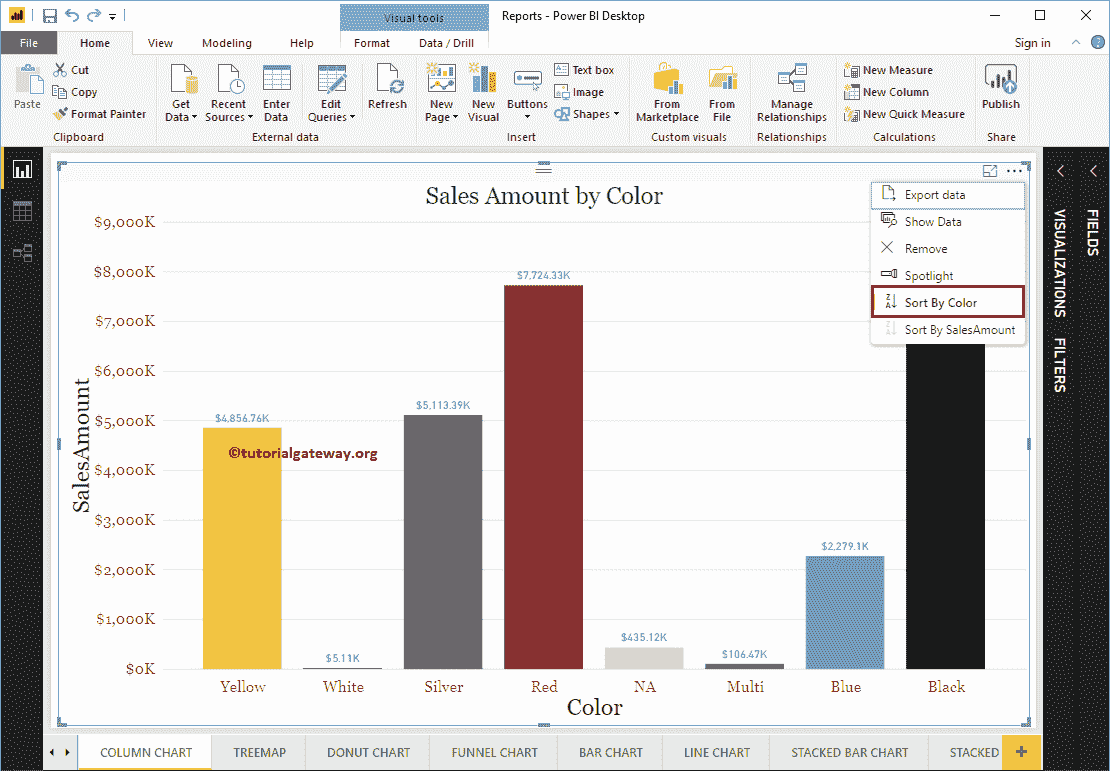 Visual tools
Reports - Power BI Desktop
File
Home
View
Modeling
Help
Format
Data / Drill
Sign in
?
Paste
Cut
Copy
Format Painter
Clipboard
Get Data
Recent Sources
Enter Data
Edit Queries
External data
Refresh
New Page
New Visual
Buttons
Text box
Image
Shapes
Insert
From Marketplace
From File
Custom visuals
Manage Relationships
Relationships
New Measure
New Column
New Quick Measure
Calculations
Publish
Share
Sales Amount by Color
Export data
Show Data
Remove
Spotlight
Sort By Color
Sort By SalesAmount
VISUALIZATIONS
FILTERS
FIELDS
SalesAmount
$9,000K
$8,000K
$7,000K
$6,000K
$5,000K
$4,000K
$3,000K
$2,000K
$1,000K
$0K
$4,856.76K
$5.11K
$5,113.39K
$7,724.33K
$435.12K
$106.47K
$2,279.1K
©tutorialgateway.org
Yellow
White
Silver
Red
NA
Multi
Blue
Black
Color
COLUMN CHART
TREEMAP
DONUT CHART
FUNNEL CHART
BAR CHART
LINE CHART
STACKED BAR CHART
STACKED
+